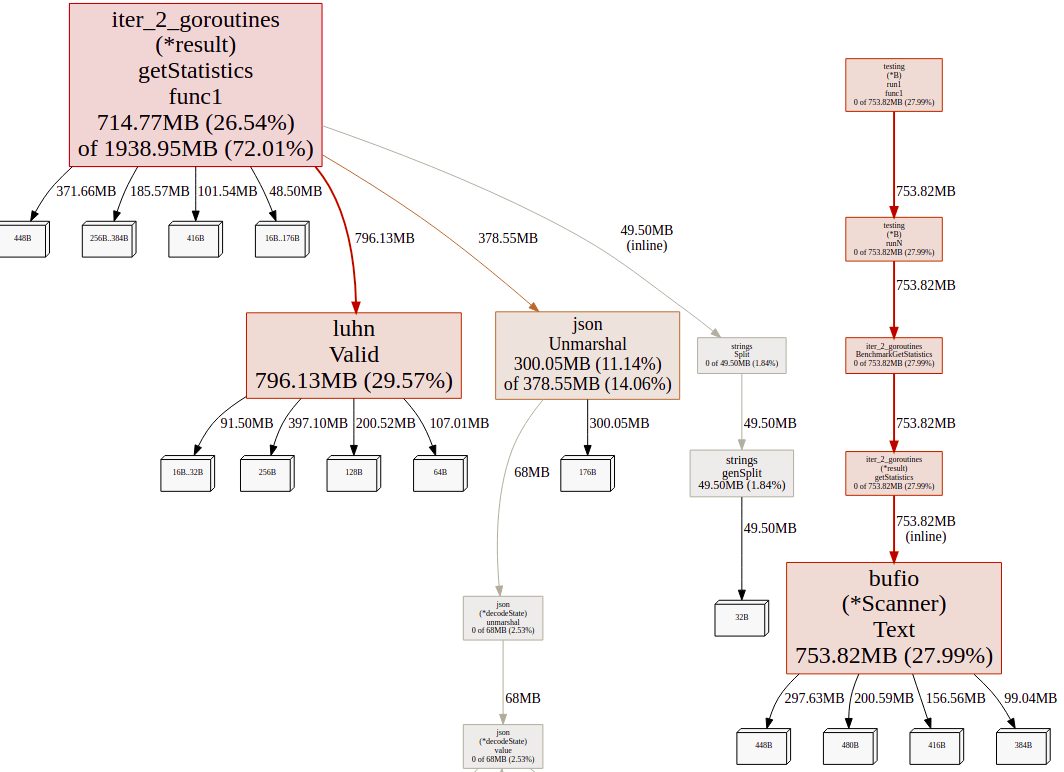 iter_2_goroutines
(*result)
getStatistics
func1
714.77MB (26.54%)
of 1938.95MB (72.01%)
testing
(*B)
run1
func1
0 of 753.82MB (27.99%)
371.66MB
185.57MB
101.54MB
48.50MB
753.82MB
448B
256B..384B
416B
16B..176B
796.13MB
378.55MB
49.50MB
(inline)
testing
(*B)
runN
0 of 753.82MB (27.99%)
753.82MB
luhn
Valid
796.13MB (29.57%)
json
Unmarshal
300.05MB (11.14%)
of 378.55MB (14.06%)
strings
Split
0 of 49.50MB (1.84%)
iter_2_goroutines
BenchmarkGetStatistics
0 of 753.82MB (27.99%)
91.50MB
397.10MB
200.52MB
107.01MB
300.05MB
49.50MB
753.82MB
16B..32B
256B
128B
64B
68MB
176B
strings
genSplit
49.50MB (1.84%)
iter_2_goroutines
(*result)
getStatistics
0 of 753.82MB (27.99%)
49.50MB
753.82MB
(inline)
json
(*decodeState)
unmarshal
0 of 68MB (2.53%)
32B
bufio
(*Scanner)
Text
753.82MB (27.99%)
68MB
297.63MB
200.59MB
156.56MB
99.04MB
json
(*decodeState)
value
0 of 68MB (2.53%)
448B
480B
416B
384B